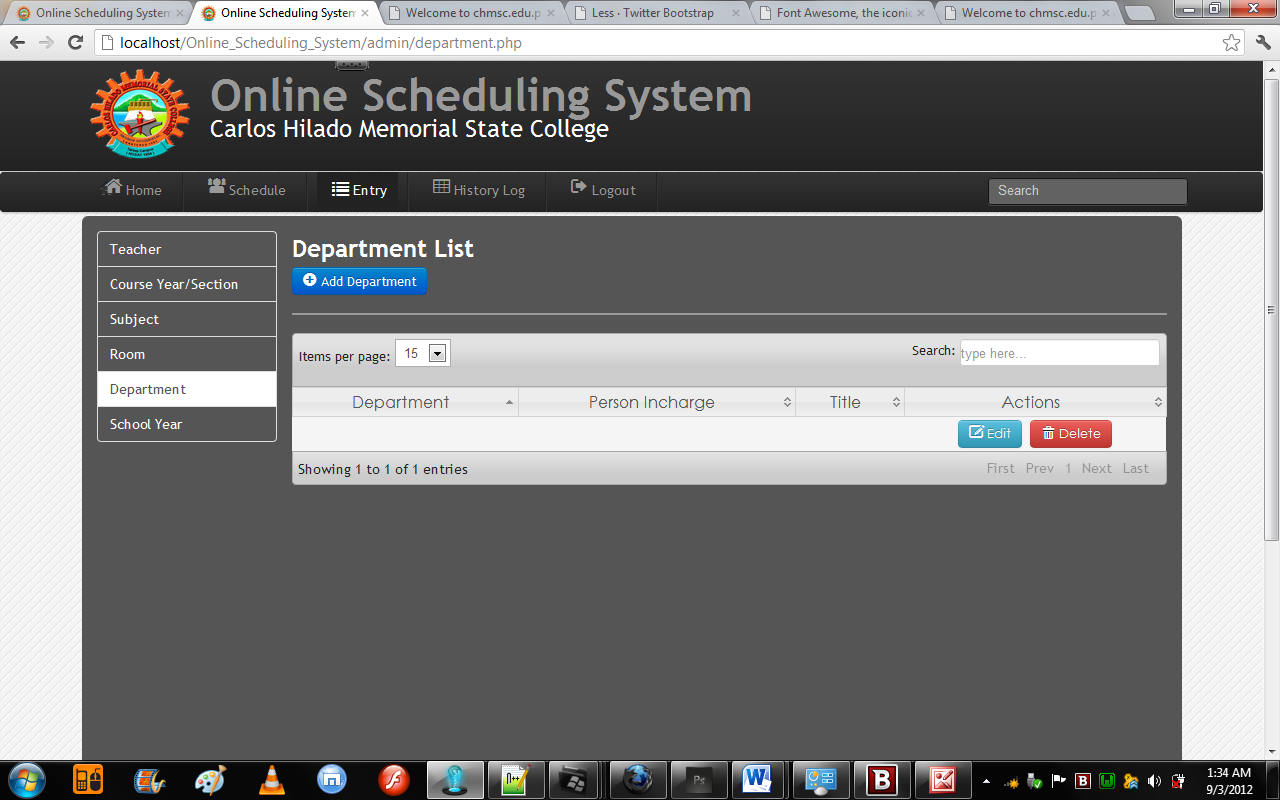 Online Scheduling System
Online Scheduling System
Welcome to chmsc.edu.p
Less · Twitter Bootstrap
Font Awesome, the iconic
Welcome to chmsc.edu.p
localhost/Online_Scheduling_System/admin/department.php
Online Scheduling System
Carlos Hilado Memorial State College
Home
Schedule
Entry
History Log
Logout
Search
Teacher
Course Year/Section
Subject
Room
Department
School Year
Department List
Add Department
Items per page: 15
Search: type here...
Department Person Incharge Title Actions
Edit Delete
Showing 1 to 1 of 1 entries
First Prev 1 Next Last
1:34 AM
9/3/2012